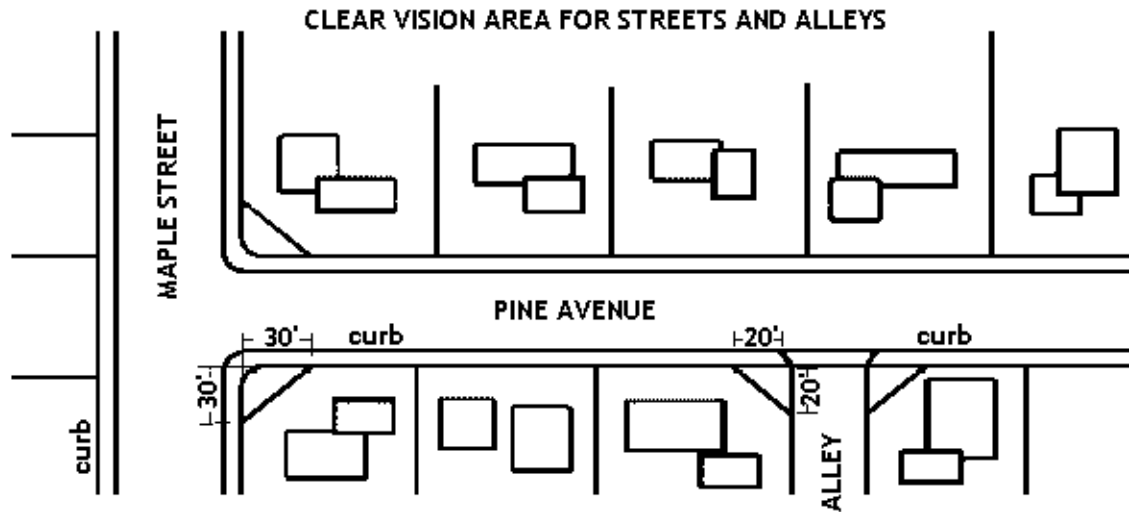 CLEAR VISION AREA FOR STREETS AND ALLEYS
MAPLE STREET
PINE AVENUE
30'
curb
20'
curb
30'
20'
curb
ALLEY